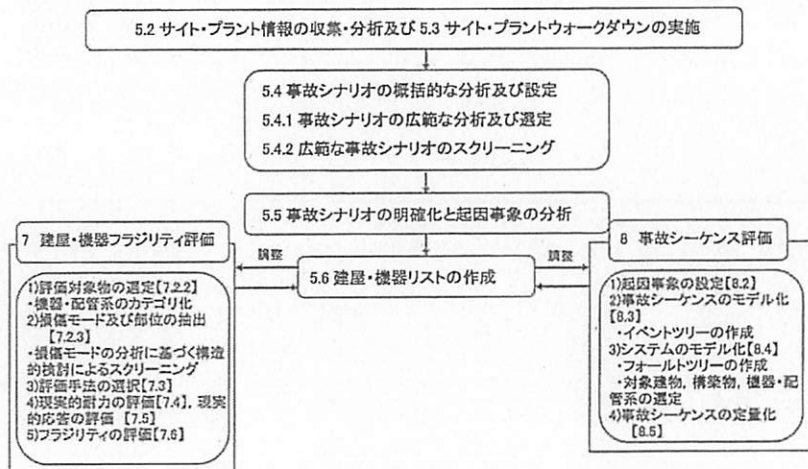 5.2 サイト・プラント情報の収集・分析及び 5.3 サイト・プラントウォークダウンの実施
5.4 事故シナリオの概括的な分析及び設定
5.4.1 事故シナリオの広範な分析及び選定
5.4.2 広範な事故シナリオのスクリーニング
5.5 事故シナリオの明確化と起因事象の分析
7 建屋・機器フラジリティ評価
調整
5.6 建屋・機器リストの作成
調整
8 事故シーケンス評価
1)評価対象物の選定【7.2.2】
・機器・配管系のカテゴリ化
2)損傷モード及び部位の抽出
【7.2.3】
・損傷モードの分析に基づく構造
的検討によるスクリーニング
3)評価手法の選択【7.3】
4)現実的耐力の評価【7.4】, 現実
的応答の評価 【7.5】
5)フラジリティの評価【7.6】
1)起因事象の設定【8.2】
2)事故シーケンスのモデル化
【8.3】
・イベントツリーの作成
3)システムのモデル化【8.4】
・フォールトツリーの作成
・対象建物, 構築物, 機器・配
管系の選定
4)事故シーケンスの定量化
【8.5】